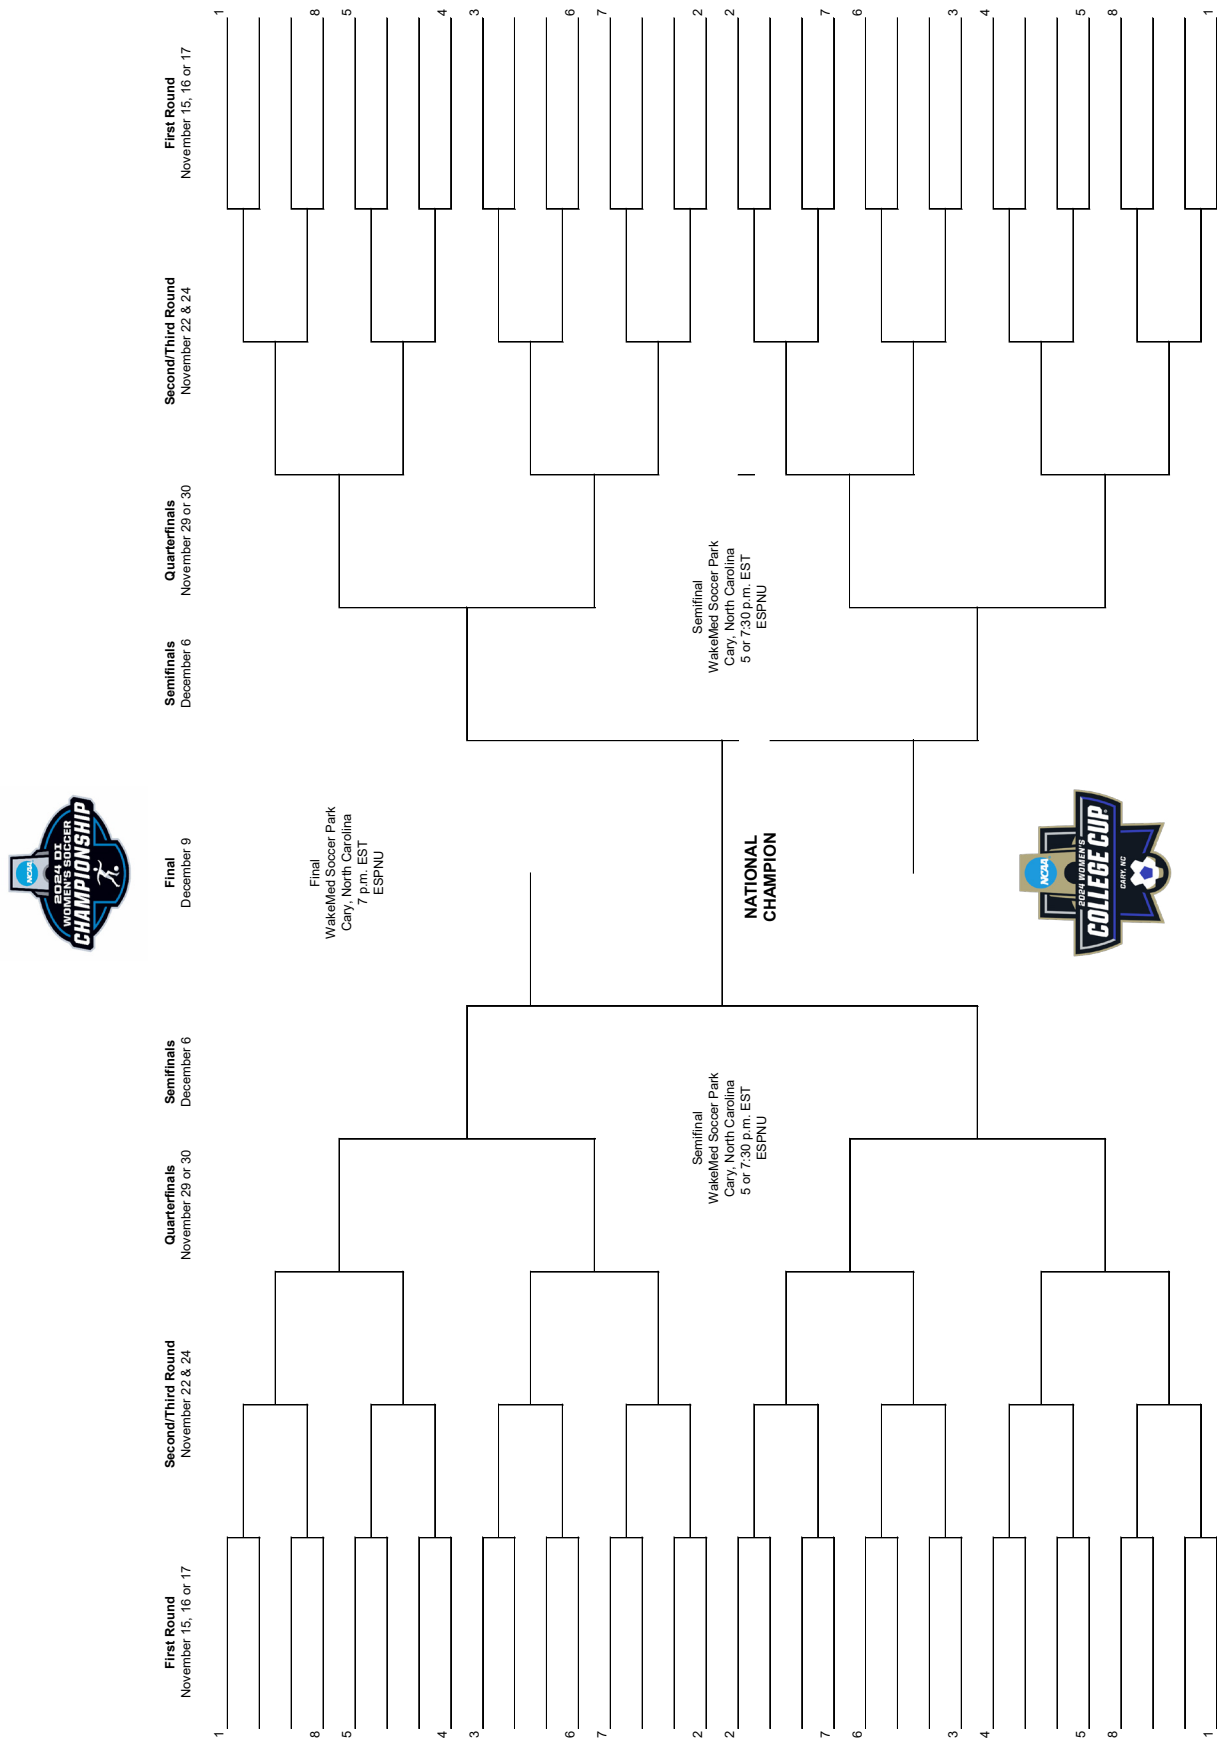 NCAA
2024 DI
WOMEN'S SOCCER
CHAMPIONSHIP
First Round
November 15, 16 or 17
Second/Third Round
November 22 & 24
Quarterfinals
November 29 or 30
Semifinals
December 6
Final
December 9
Semifinals
December 6
Quarterfinals
November 29 or 30
Second/Third Round
November 22 & 24
First Round
November 15, 16 or 17
1
8
5
4
3
6
7
2
2
7
6
3
4
5
8
1
Final
WakeMed Soccer Park
Cary, North Carolina
7 p.m. EST
ESPNU
Semifinal
WakeMed Soccer Park
Cary, North Carolina
5 or 7:30 p.m. EST
ESPNU
Semifinal
WakeMed Soccer Park
Cary, North Carolina
5 or 7:30 p.m. EST
ESPNU
NATIONAL
CHAMPION
NCAA
2024 WOMEN'S
COLLEGE CUP
CARY, NC
1
8
5
4
3
6
7
2
2
7
6
3
4
5
8
1